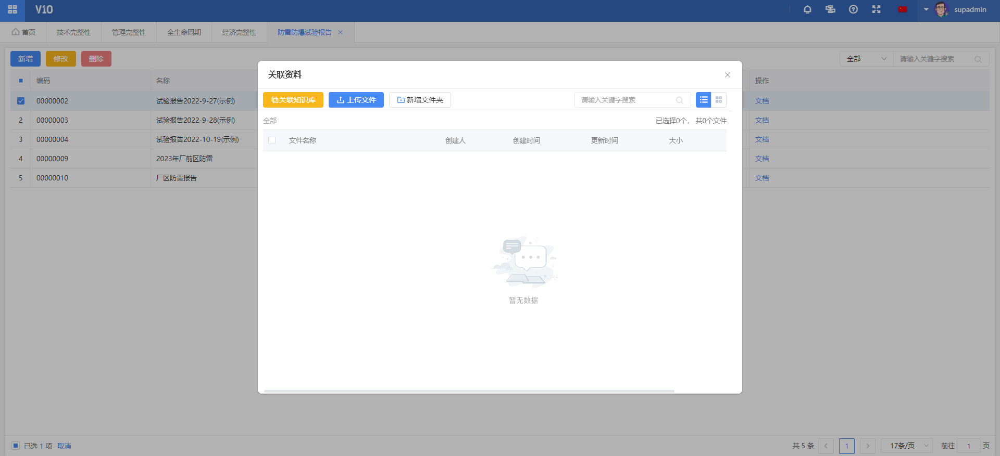 V10
supadmin
首页 技术完整性 管理完整性 全生命周期 经济完整性 防雷防爆试验报告
新增 修改 删除 全部 请输入关键字搜索
编码 名称 操作
00000002 试验报告2022-9-27(示例) 文档
2 00000003 试验报告2022-9-28(示例) 文档
3 00000004 试验报告2022-10-19(示例) 文档
4 00000009 2023年厂前区防雷 文档
5 00000010 厂区防雷报告 文档
关联资料
关联知识库 上传文件 新增文件夹 请输入关键字搜索
全部 已选择0个， 共0个文件
文件名称 创建人 创建时间 更新时间 大小
暂无数据
已选 1 项 取消 共 5 条 1 17条/页 前往 1 页